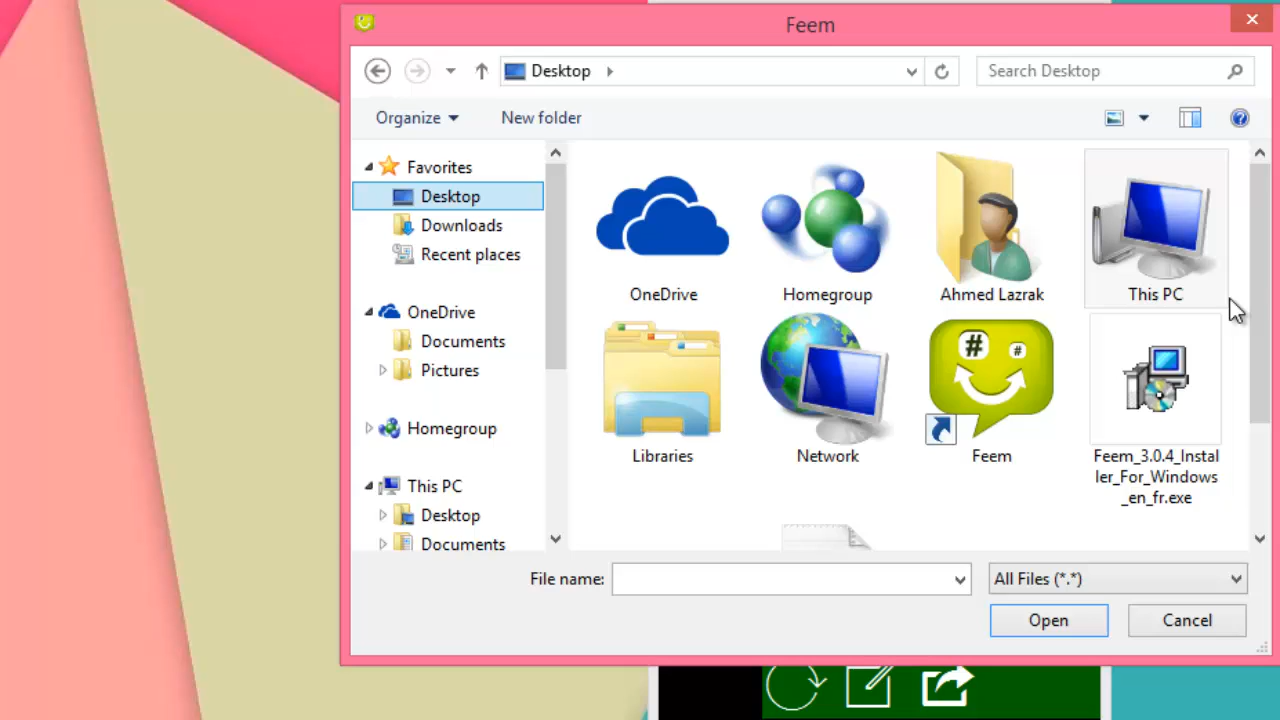 Feem
Desktop
Search Desktop
Organize
New folder
Favorites
Desktop
Downloads
Recent places
OneDrive
Documents
Pictures
Homegroup
This PC
Desktop
Documents
OneDrive
Homegroup
Ahmed Lazrak
This PC
Libraries
Network
Feem
Feem_3.0.4_Instal
ler_For_Windows
_en_fr.exe
File name:
All Files (*.*)
Open
Cancel